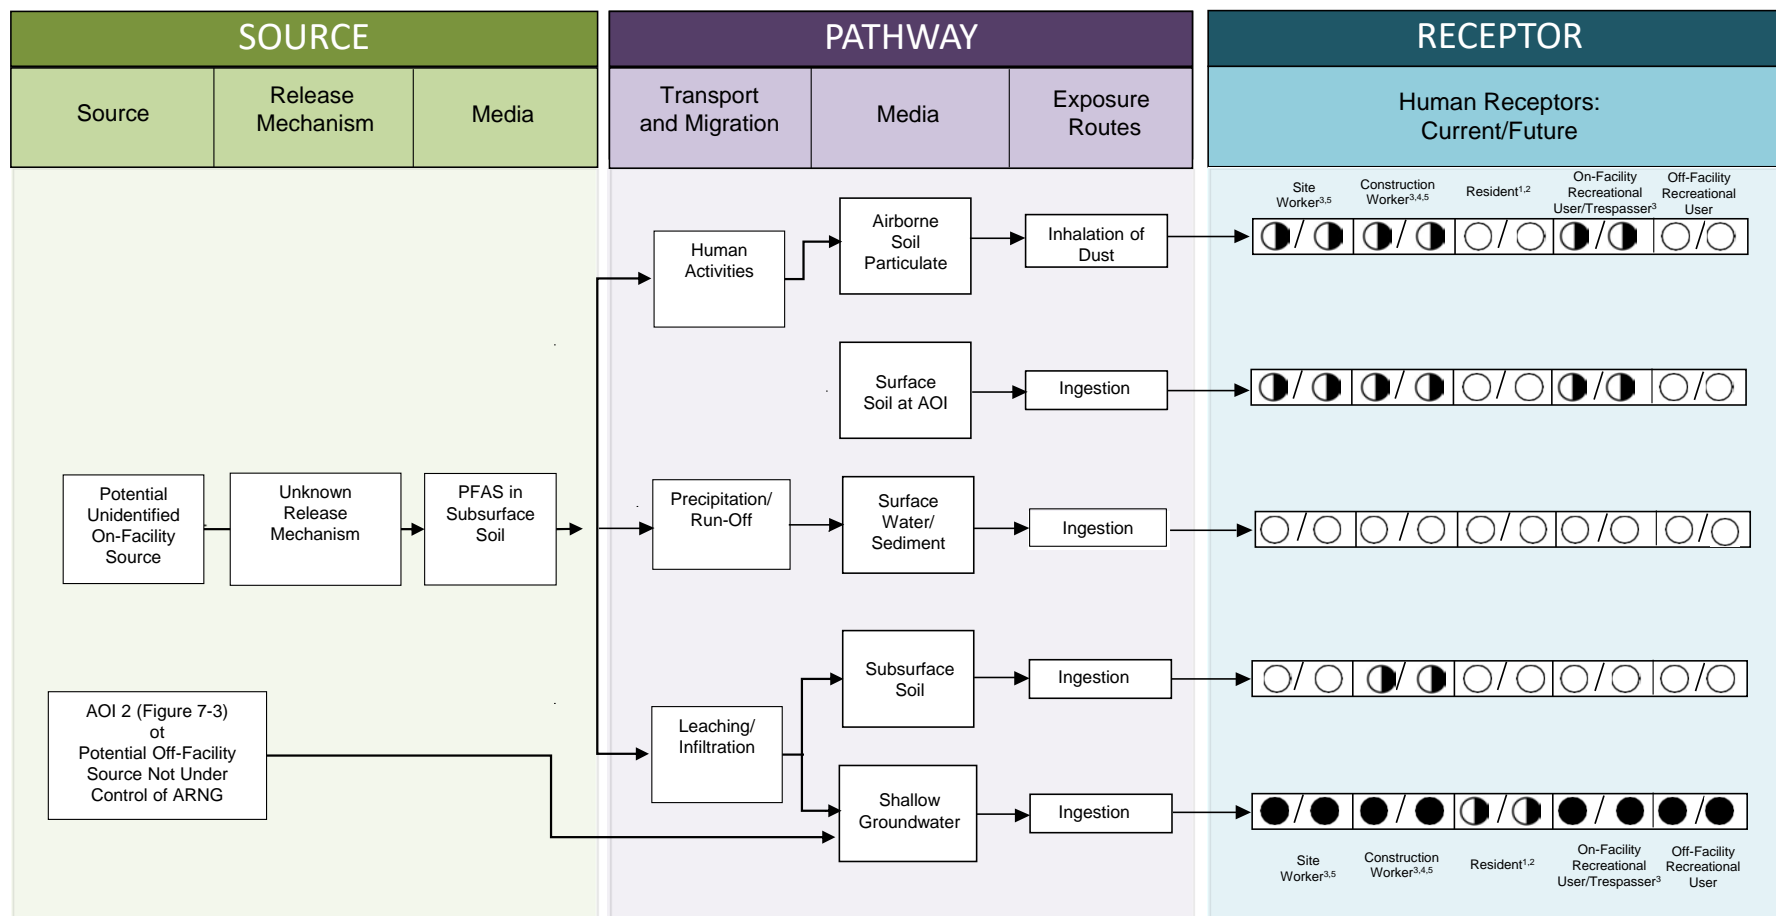 SOURCE
PATHWAY
RECEPTOR
Source
Release
Mechanism
Media
Transport
and Migration
Media
Exposure
Routes
Human Receptors:
Current/Future
Site
Worker3,5
Construction
Worker3,4,5
Resident1,2
On-Facility
Recreational
User/Trespasser3
Off-Facility
Recreational
User
Human
Activities
Airborne
Soil
Particulate
Inhalation of
Dust
Surface
Soil at AOI
Ingestion
Potential
Unidentified
On-Facility
Source
Unknown
Release
Mechanism
PFAS in
Subsurface
Soil
Precipitation/
Run-Off
Surface
Water/
Sediment
Ingestion
AOI 2 (Figure 7-3)
ot
Potential Off-Facility
Source Not Under
Control of ARNG
Leaching/
Infiltration
Subsurface
Soil
Ingestion
Shallow
Groundwater
Ingestion
Site
Worker3,5
Construction
Worker3,4,5
Resident1,2
On-Facility
Recreational
User/Trespasser3
Off-Facility
Recreational
User